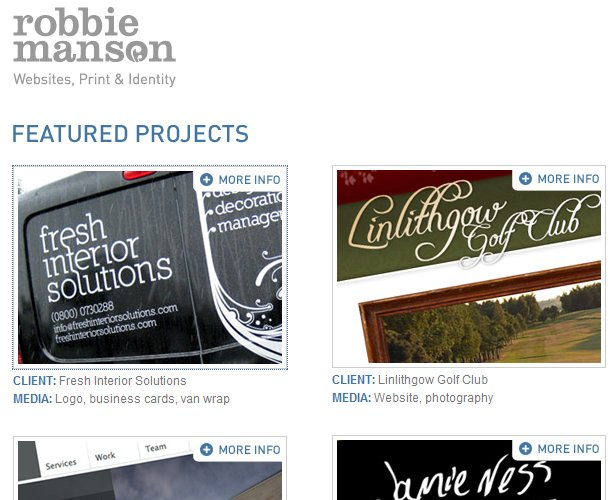 robbie
manson
Websites, Print & Identity
FEATURED PROJECTS
MORE INFO
fresh
interior
solutions
(0800) 0730288
info@freshinteriorsolutions.com
freshinteriorsolutions.com
decoratio
manage
CLIENT: Fresh Interior Solutions
MEDIA: Logo, business cards, van wrap
MORE INFO
Linlithgow
Golf Club
CLIENT: Linlithgow Golf Club
MEDIA: Website, photography
MORE INFO
Services Work Team
MORE INFO
Jamie Ness